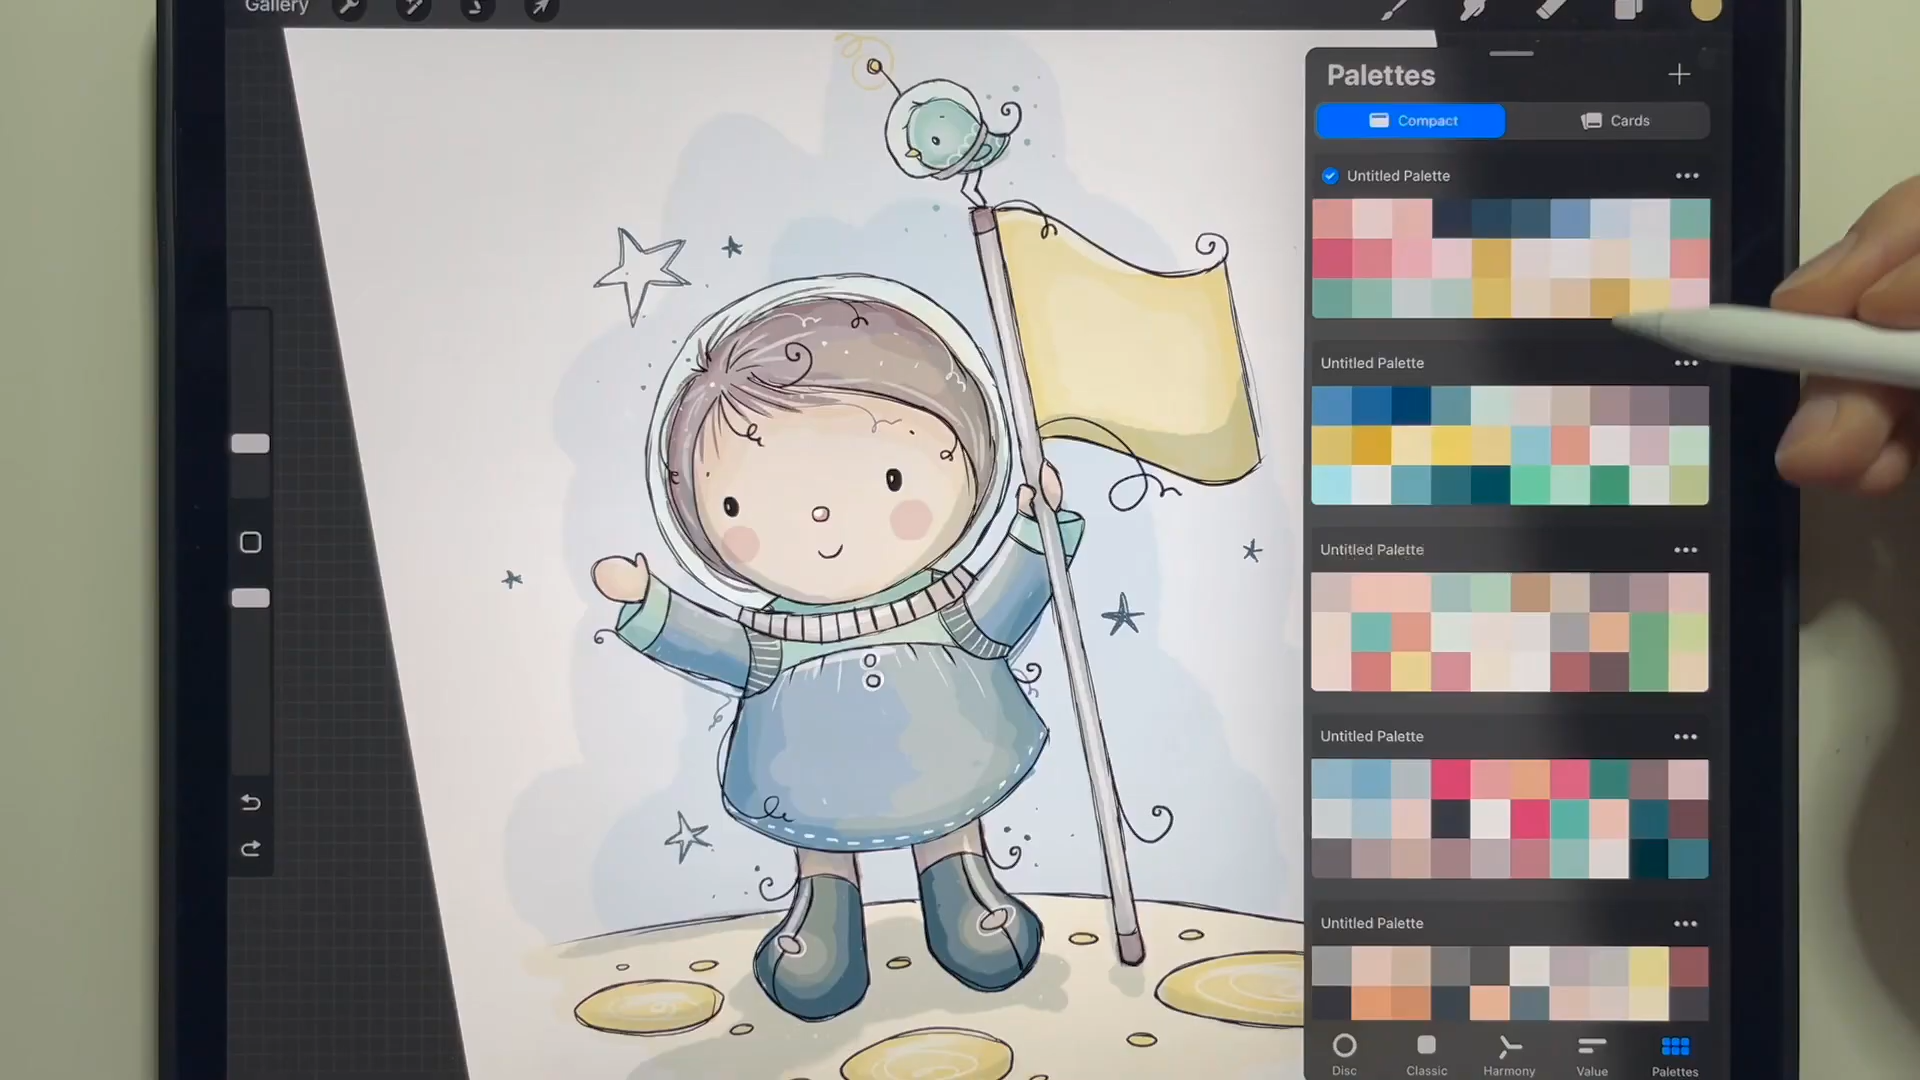 Gallery
Palettes
Compact
Cards
Untitled Palette
Untitled Palette
Untitled Palette
Untitled Palette
Untitled Palette
Disc
Classic
Harmony
Value
Palettes